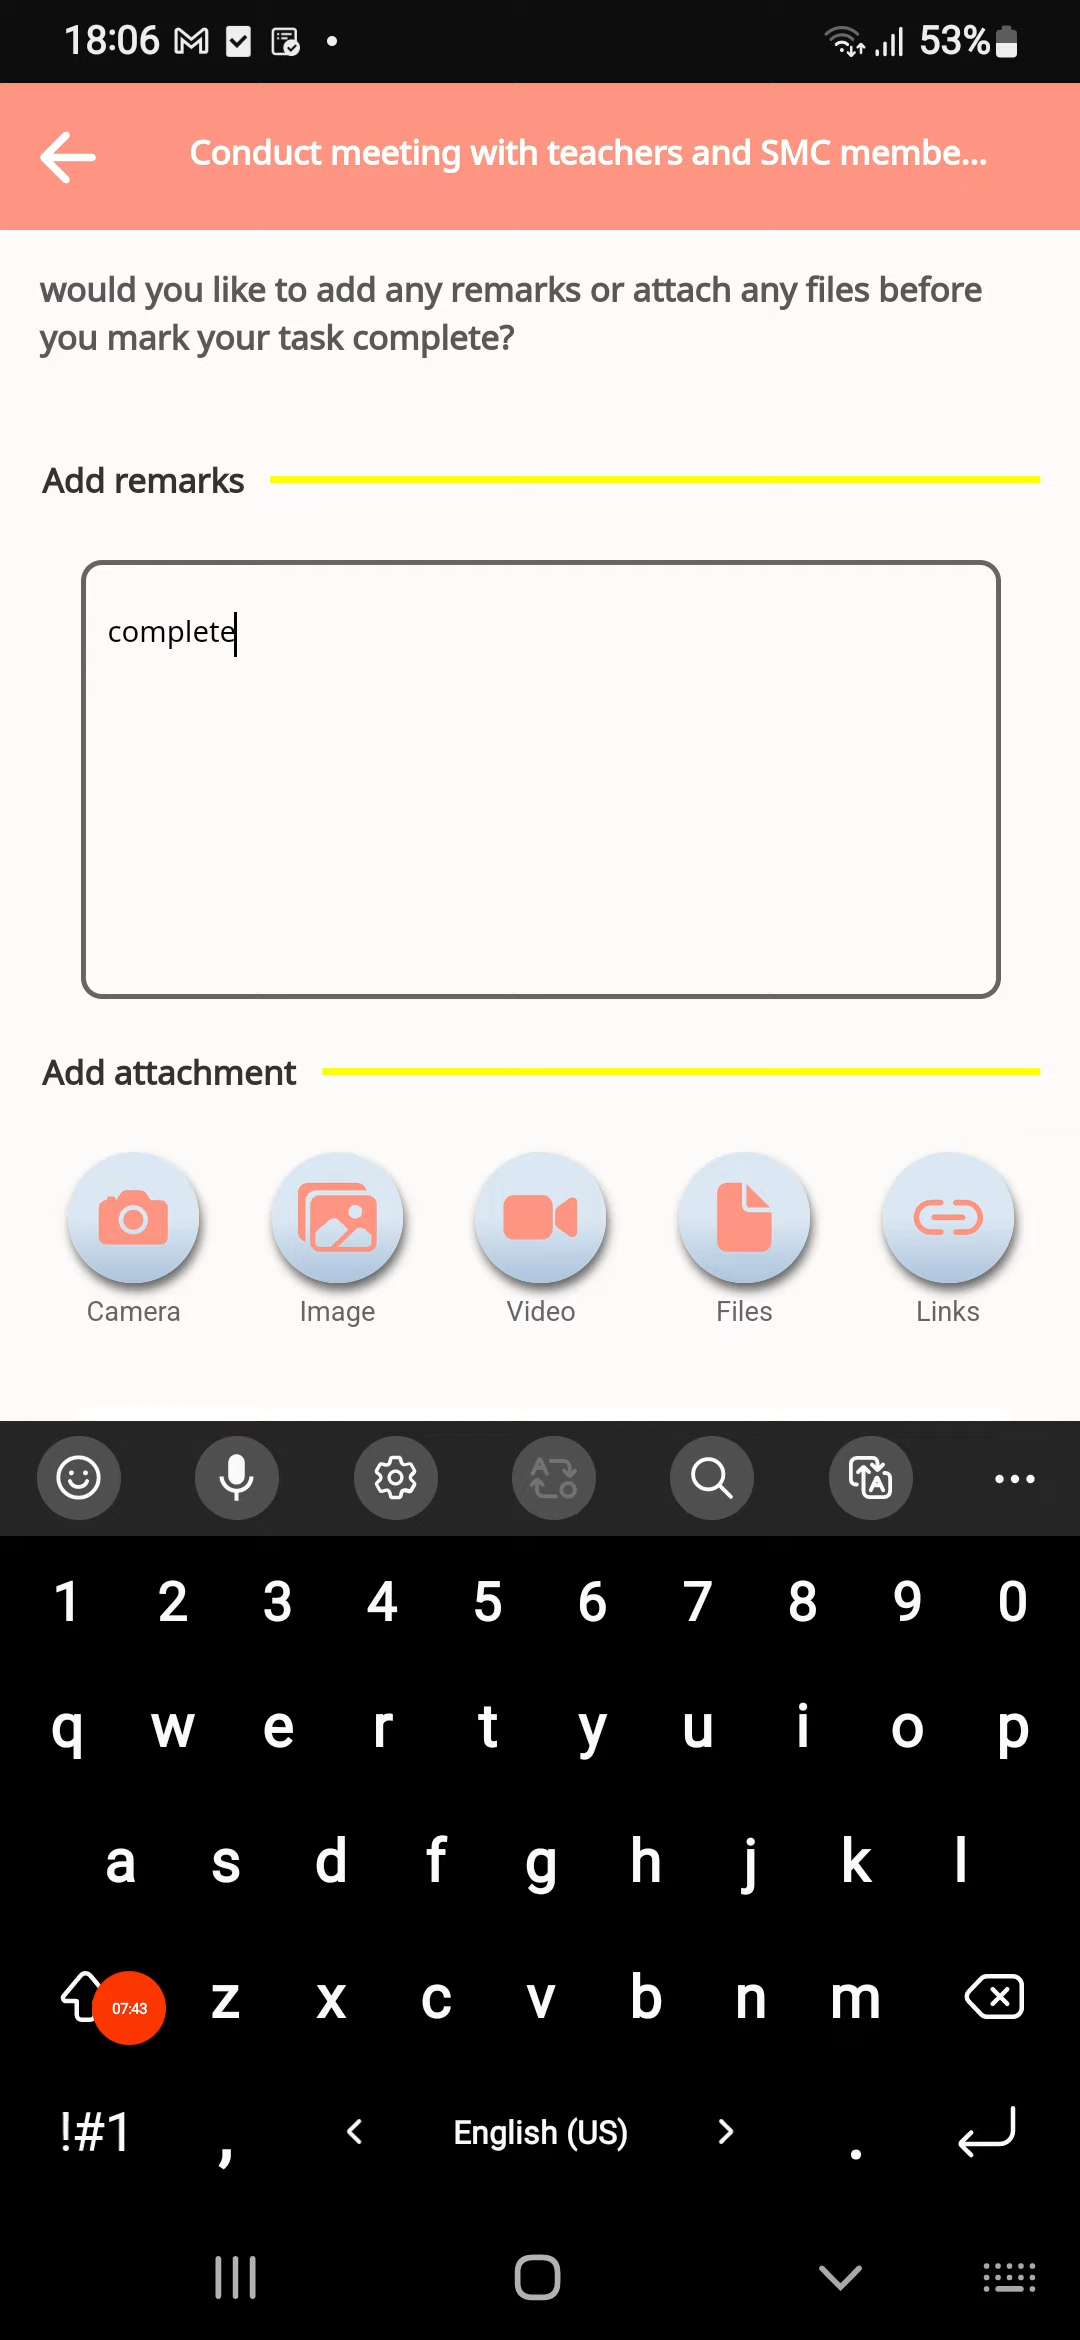 18:06
53%
Conduct meeting with teachers and SMC membe...
would you like to add any remarks or attach any files before
you mark your task complete?
Add remarks
complete
Add attachment
Camera Image Video Files Links
1 2 3 4 5 6 7 8 9 0
q w e r t y u i o p
a s d f g h j k l
07:43 z x c v b n m
!#1 , < English (US) > .